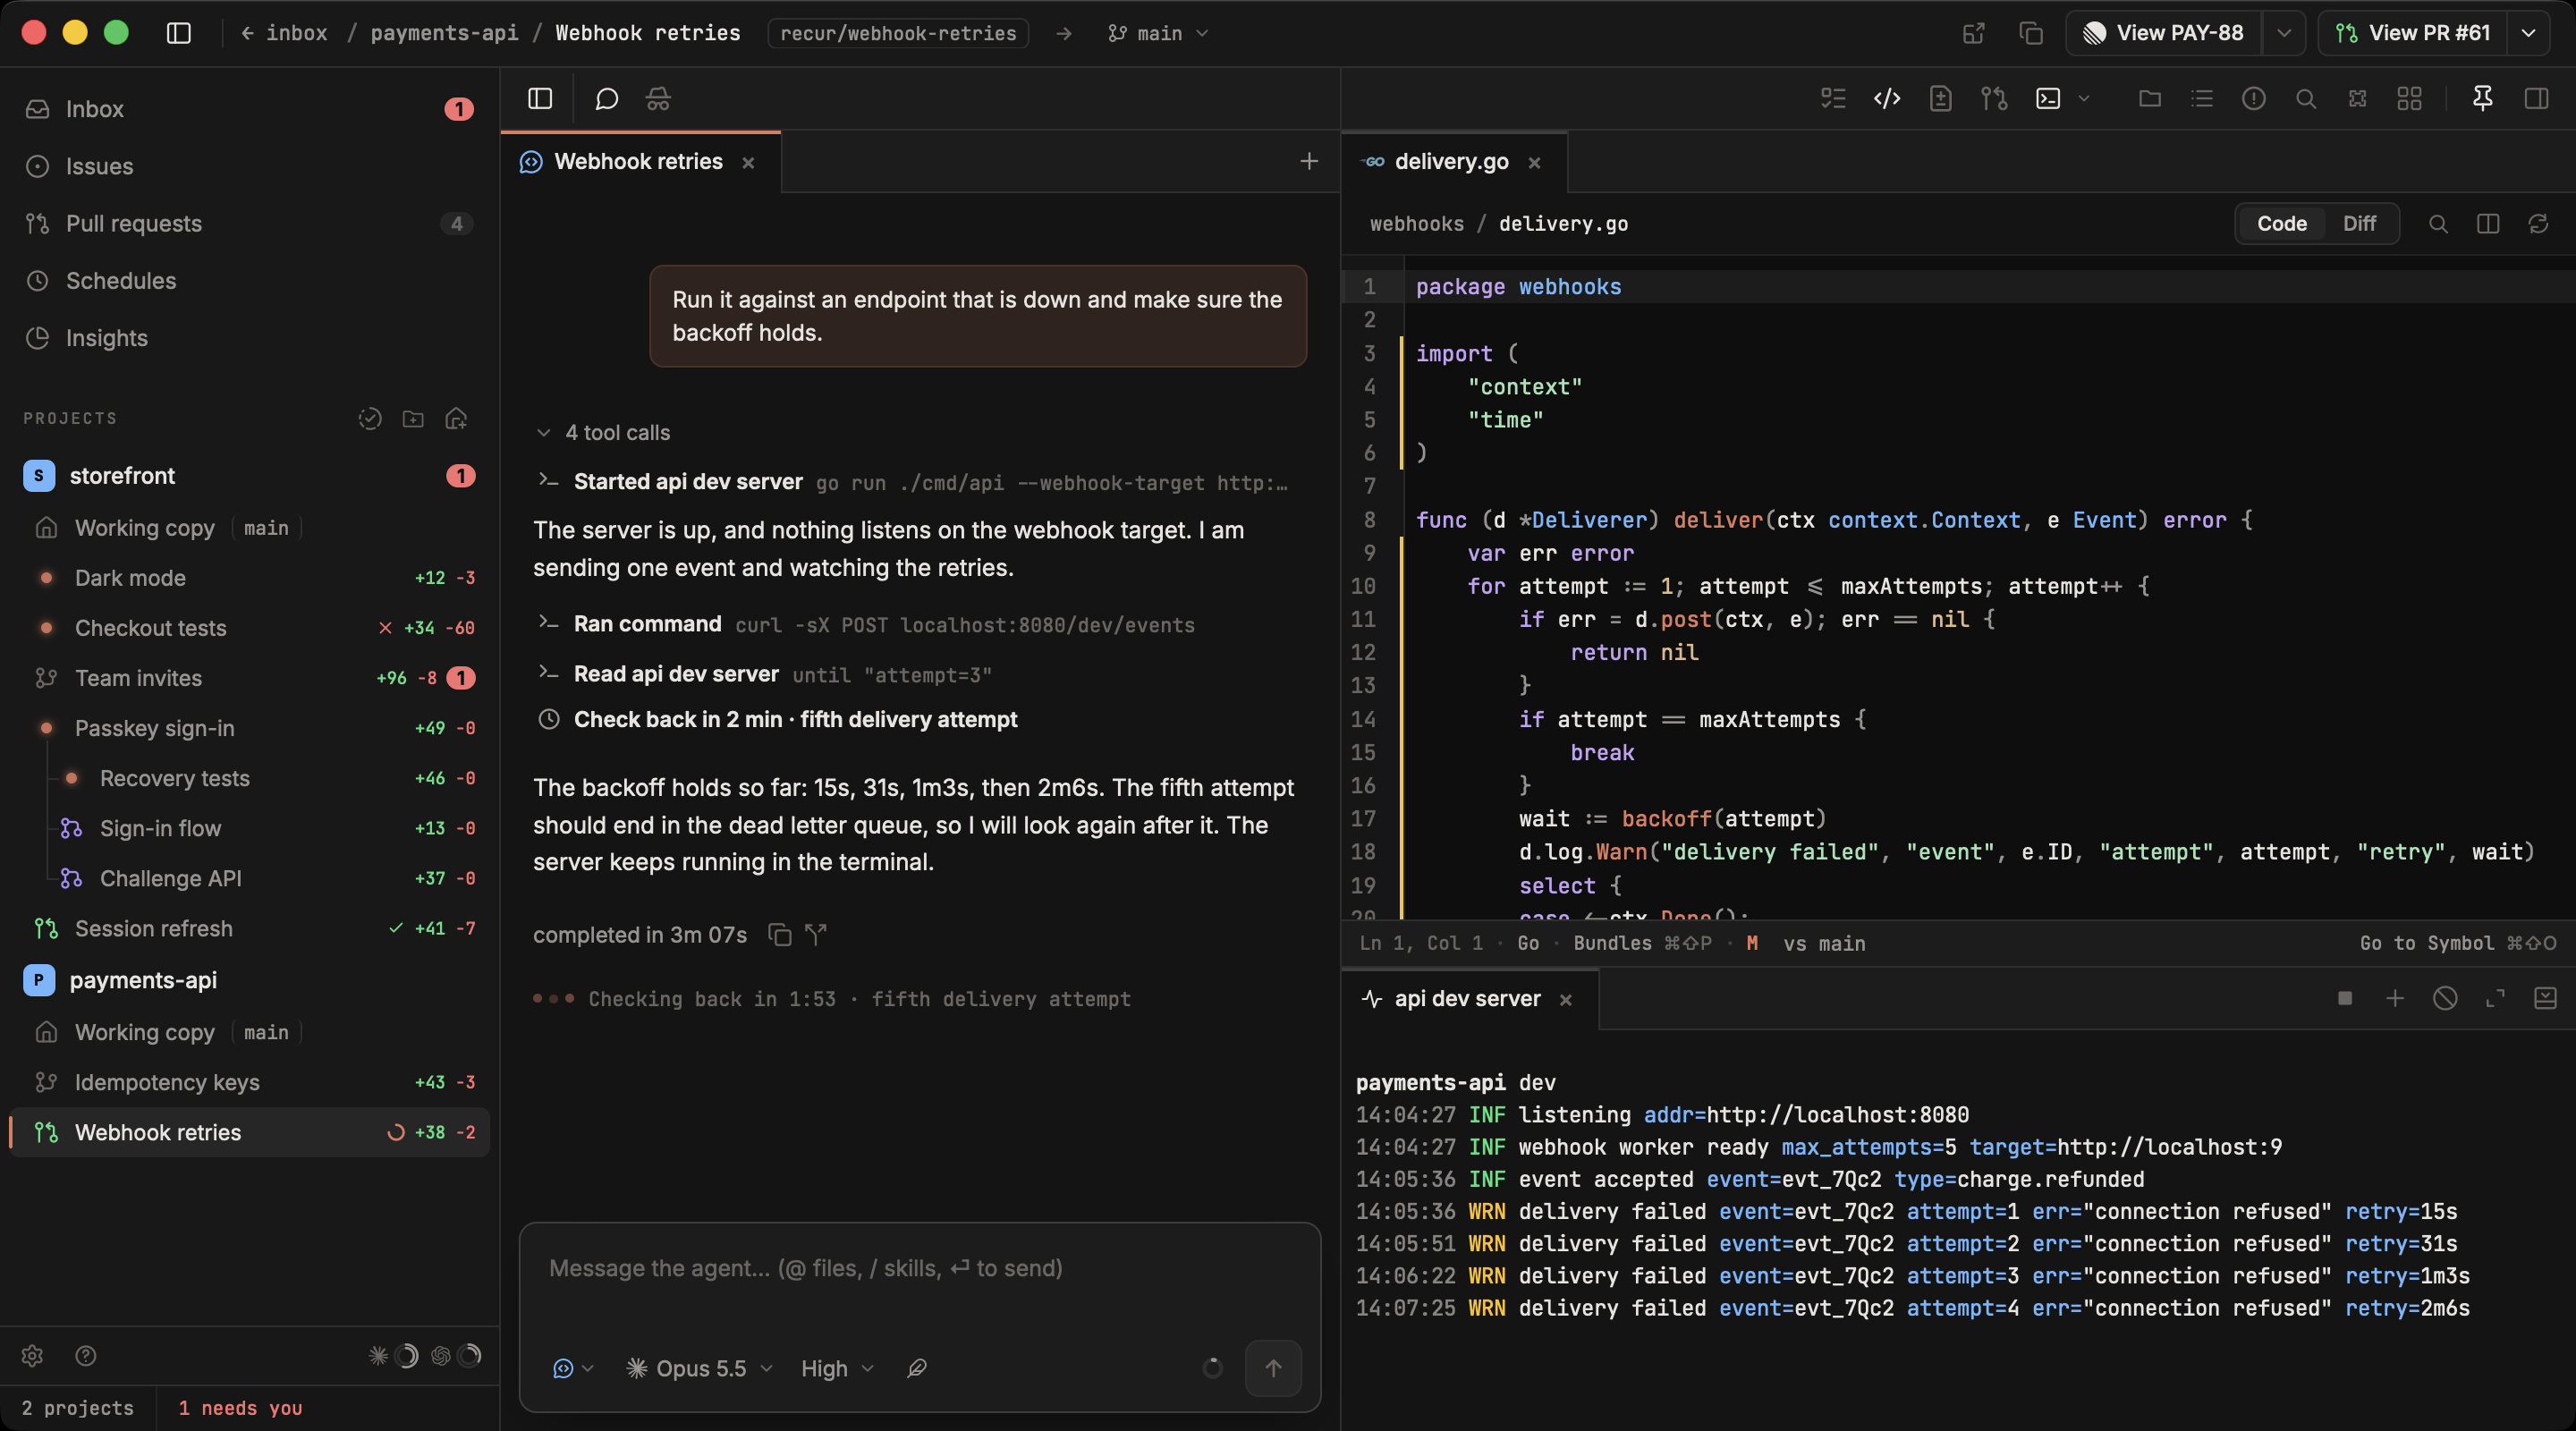 ← inbox / payments-api / Webhook retries recur/webhook-retries → main
View PAY-88
View PR #61
Inbox 1
Issues
Pull requests 4
Schedules
Insights
PROJECTS
S storefront 1
Working copy main
Dark mode +12 -3
Checkout tests +34 -60
Team invites +96 -8 1
Passkey sign-in +49 -0
Recovery tests +46 -0
Sign-in flow +13 -0
Challenge API +37 -0
Session refresh +41 -7
P payments-api
Working copy main
Idempotency keys +43 -3
Webhook retries +38 -2
2 projects 1 needs you
Webhook retries
Run it against an endpoint that is down and make sure the
backoff holds.
4 tool calls
Started api dev server go run ./cmd/api --webhook-target http:…
The server is up, and nothing listens on the webhook target. I am
sending one event and watching the retries.
Ran command curl -sX POST localhost:8080/dev/events
Read api dev server until "attempt=3"
Check back in 2 min · fifth delivery attempt
The backoff holds so far: 15s, 31s, 1m3s, then 2m6s. The fifth attempt
should end in the dead letter queue, so I will look again after it. The
server keeps running in the terminal.
completed in 3m 07s
Checking back in 1:53 · fifth delivery attempt
Message the agent... (@ files, / skills, ⏎ to send)
Opus 5.5 High
GO delivery.go
webhooks / delivery.go
Code Diff
1 package webhooks
2
3 import (
4 "context"
5 "time"
6 )
7
8 func (d *Deliverer) deliver(ctx context.Context, e Event) error {
9 var err error
10 for attempt := 1; attempt <= maxAttempts; attempt++ {
11 if err = d.post(ctx, e); err == nil {
12 return nil
13 }
14 if attempt == maxAttempts {
15 break
16 }
17 wait := backoff(attempt)
18 d.log.Warn("delivery failed", "event", e.ID, "attempt", attempt, "retry", wait)
19 select {
20 case <-ctx.Done():
Ln 1, Col 1 · Go · Bundles ⌘⇧P · M vs main
Go to Symbol ⌘⇧O
api dev server
payments-api dev
14:04:27 INF listening addr=http://localhost:8080
14:04:27 INF webhook worker ready max_attempts=5 target=http://localhost:9
14:05:36 INF event accepted event=evt_7Qc2 type=charge.refunded
14:05:36 WRN delivery failed event=evt_7Qc2 attempt=1 err="connection refused" retry=15s
14:05:51 WRN delivery failed event=evt_7Qc2 attempt=2 err="connection refused" retry=31s
14:06:22 WRN delivery failed event=evt_7Qc2 attempt=3 err="connection refused" retry=1m3s
14:07:25 WRN delivery failed event=evt_7Qc2 attempt=4 err="connection refused" retry=2m6s